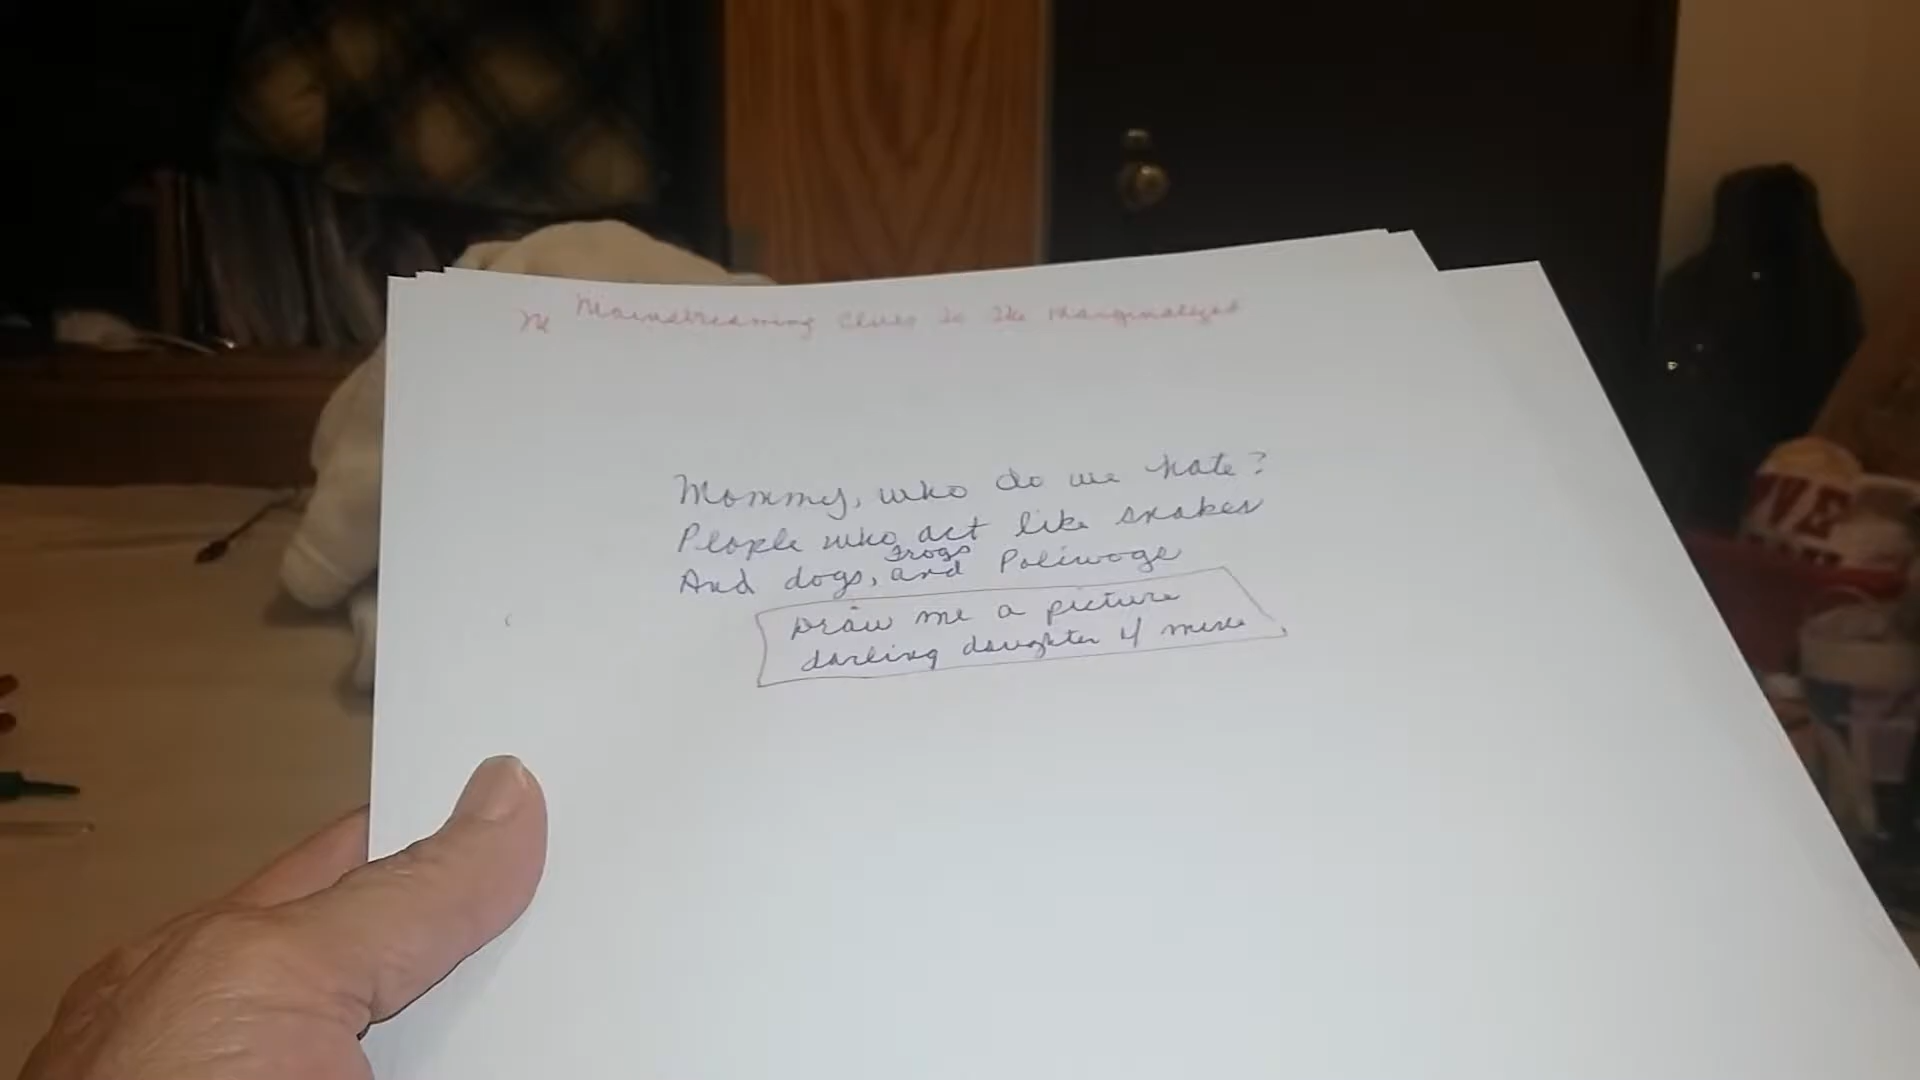 M Mainstreaming Clues to the Marginalized
Mommy, who do we hate?
People who act like snakes
frogs
And dogs, and Poliwogs
Draw me a picture
darling daughter of mine
VE